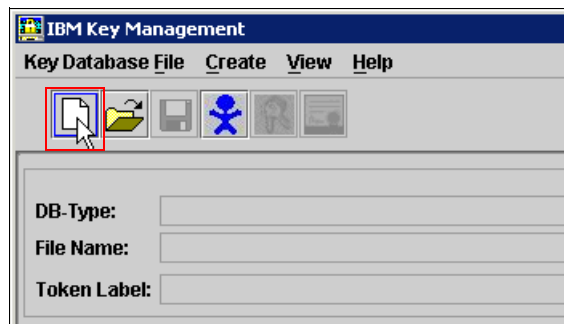 IBM Key Management
Key Database File Create View Help
DB-Type:
File Name:
Token Label: